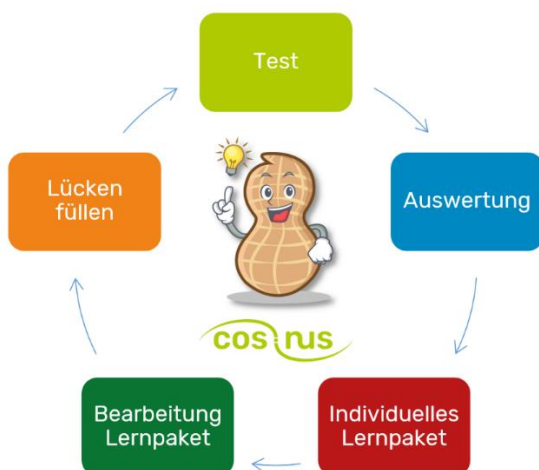 Test
Auswertung
Individuelles
Lernpaket
Bearbeitung
Lernpaket
Lücken
füllen
cosinus